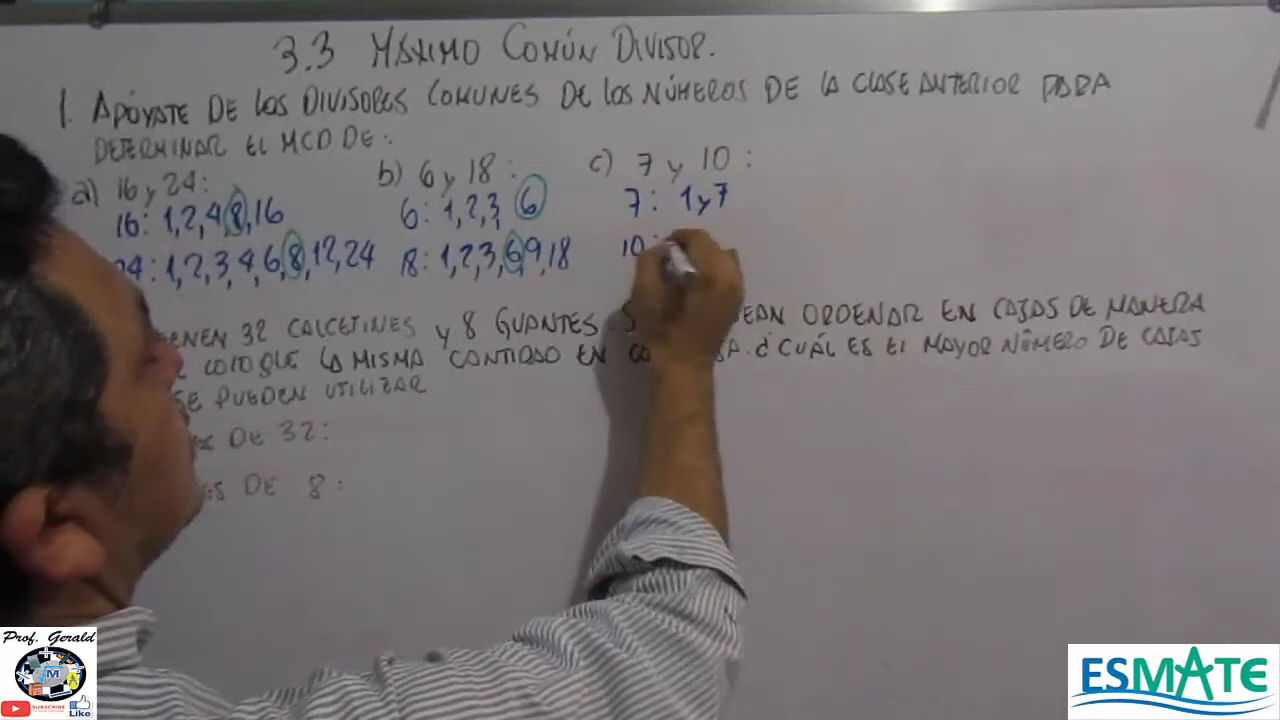 3.3 MÁXIMO COMÚN DIVISOR.
1. APÓYATE DE LOS DIVISORES COMUNES DE LOS NÚMEROS DE LA CLASE ANTERIOR PARA
DETERMINAR EL MCD DE:
a) 16 y 24:
16: 1, 2, 4, 8, 16
24: 1, 2, 3, 4, 6, 8, 12, 24
b) 6 y 18:
6: 1, 2, 3, 6
18: 1, 2, 3, 6, 9, 18
c) 7 y 10:
7: 1 y 7
10:
32 CALCETINES y 8 GUANTES. ORDENAR EN CAJAS DE MANERA
COLOQUE LA MISMA CANTIDAD EN ¿CUÁL ES EL MAYOR NÚMERO DE CAJAS
SE PUEDEN UTILIZAR
DE 32:
DE 8:
Prof. Gerald
SUBSCRIBE
Like
ESMATE